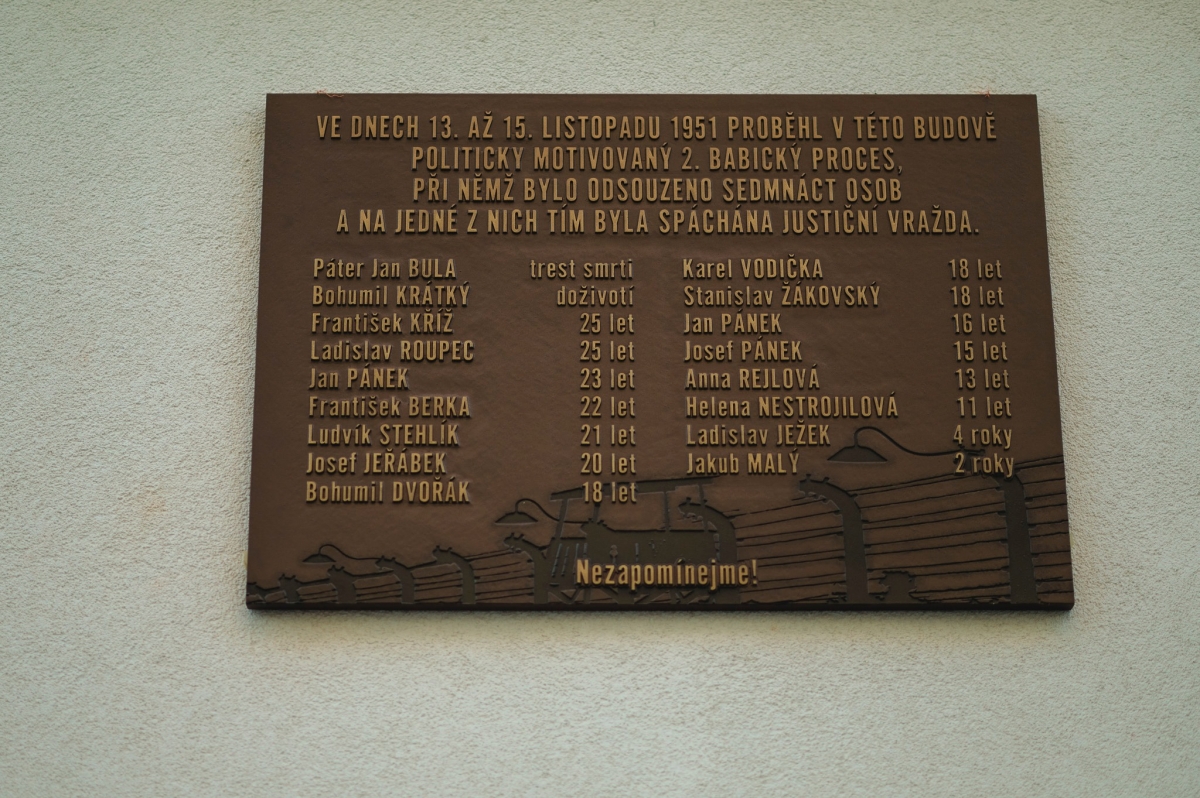 VE DNECH 13. AŽ 15. LISTOPADU 1951 PROBĚHL V TÉTO BUDOVĚ
POLITICKY MOTIVOVANÝ 2. BABICKÝ PROCES,
PŘI NĚMŽ BYLO ODSOUZENO SEDMNÁCT OSOB
A NA JEDNÉ Z NICH TÍM BYLA SPÁCHÁNA JUSTIČNÍ VRAŽDA.
Páter Jan BULA trest smrti
Bohumil KRÁTKÝ doživotí
František KŘÍŽ 25 let
Ladislav ROUPEC 25 let
Jan PÁNEK 23 let
František BERKA 22 let
Ludvík STEHLÍK 21 let
Josef JEŘÁBEK 20 let
Bohumil DVOŘÁK 18 let
Karel VODIČKA 18 let
Stanislav ŽÁKOVSKÝ 18 let
Jan PÁNEK 16 let
Josef PÁNEK 15 let
Anna REJLOVÁ 13 let
Helena NESTROJILOVÁ 11 let
Ladislav JEŽEK 4 roky
Jakub MALÝ 2 roky
Nezapomínejme!